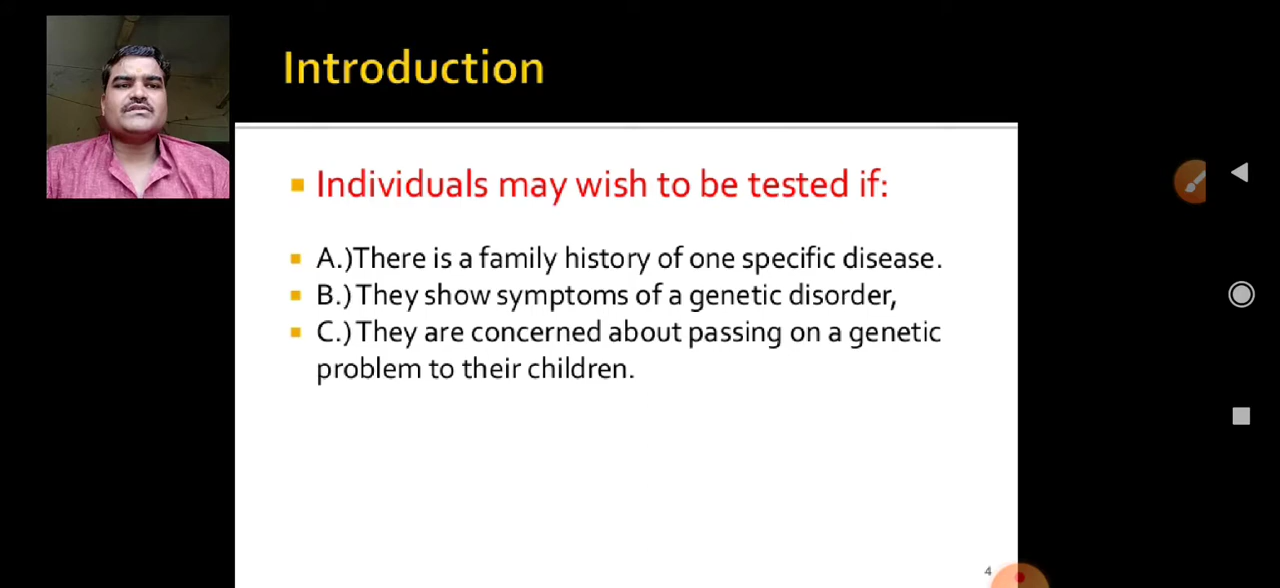 Introduction
Individuals may wish to be tested if:
A.)There is a family history of one specific disease.
B.) They show symptoms of a genetic disorder,
C.) They are concerned about passing on a genetic
problem to their children.
4